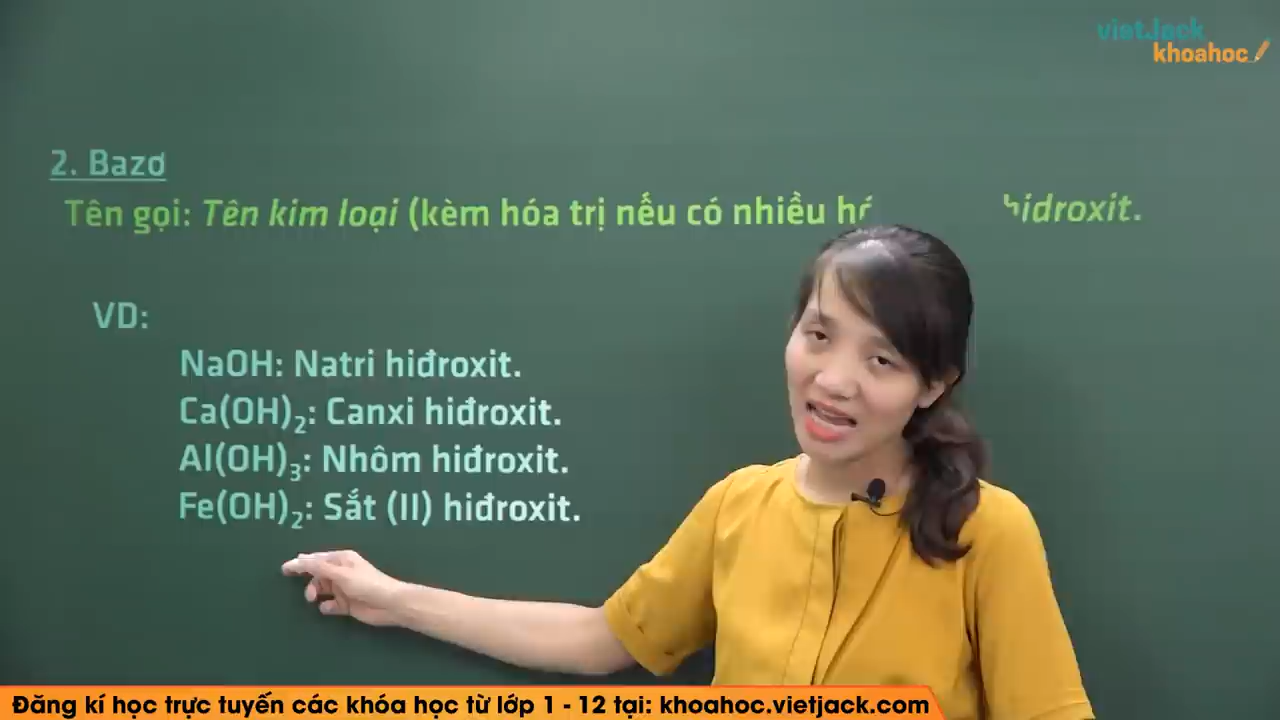 vietJack
khoahoc
2. Bazơ
Tên gọi: Tên kim loại (kèm hóa trị nếu có nhiều hidroxit.
VD:
NaOH: Natri hiđroxit.
Ca(OH)₂: Canxi hiđroxit.
Al(OH)₃: Nhôm hiđroxit.
Fe(OH)₂: Sắt (II) hiđroxit.
Đăng kí học trực tuyến các khóa học từ lớp 1 - 12 tại: khoahoc.vietjack.com